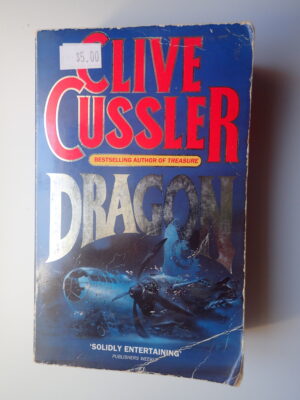 $5.00
CLIVE
CUSSLER
BESTSELLING AUTHOR OF TREASURE
DRAGON
'SOLIDLY ENTERTAINING'
PUBLISHERS WEEKLY